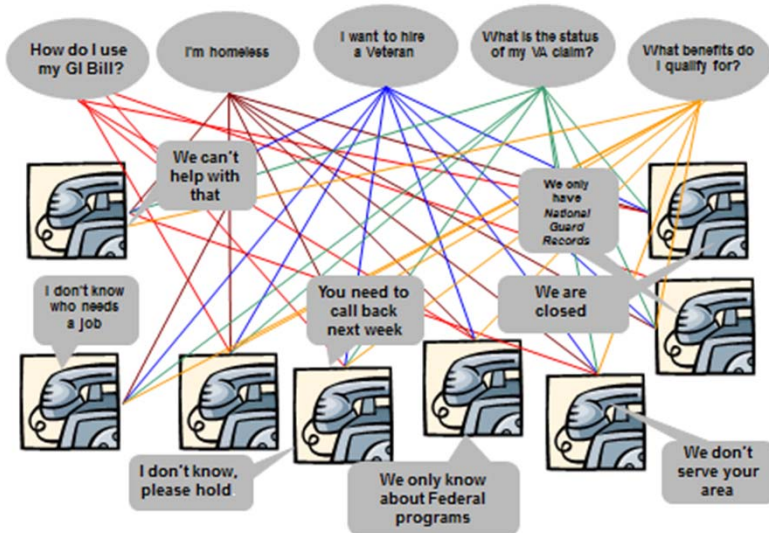 How do I use
my GI Bill?
I'm homeless
I want to hire
a Veteran
What is the status
of my VA claim?
What benefits do
I qualify for?
We can't
help with
that
We only
have
National
Guard
Records
I don't know
who needs
a job
You need to
call back
next week
We are
closed
I don't know,
please hold
We only know
about Federal
programs
We don't
serve your
area